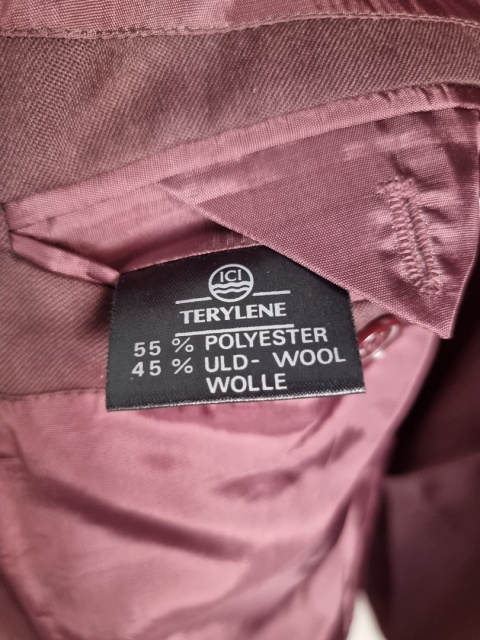 ICI
TERYLENE
55 % POLYESTER
45 % ULD- WOOL
WOLLE